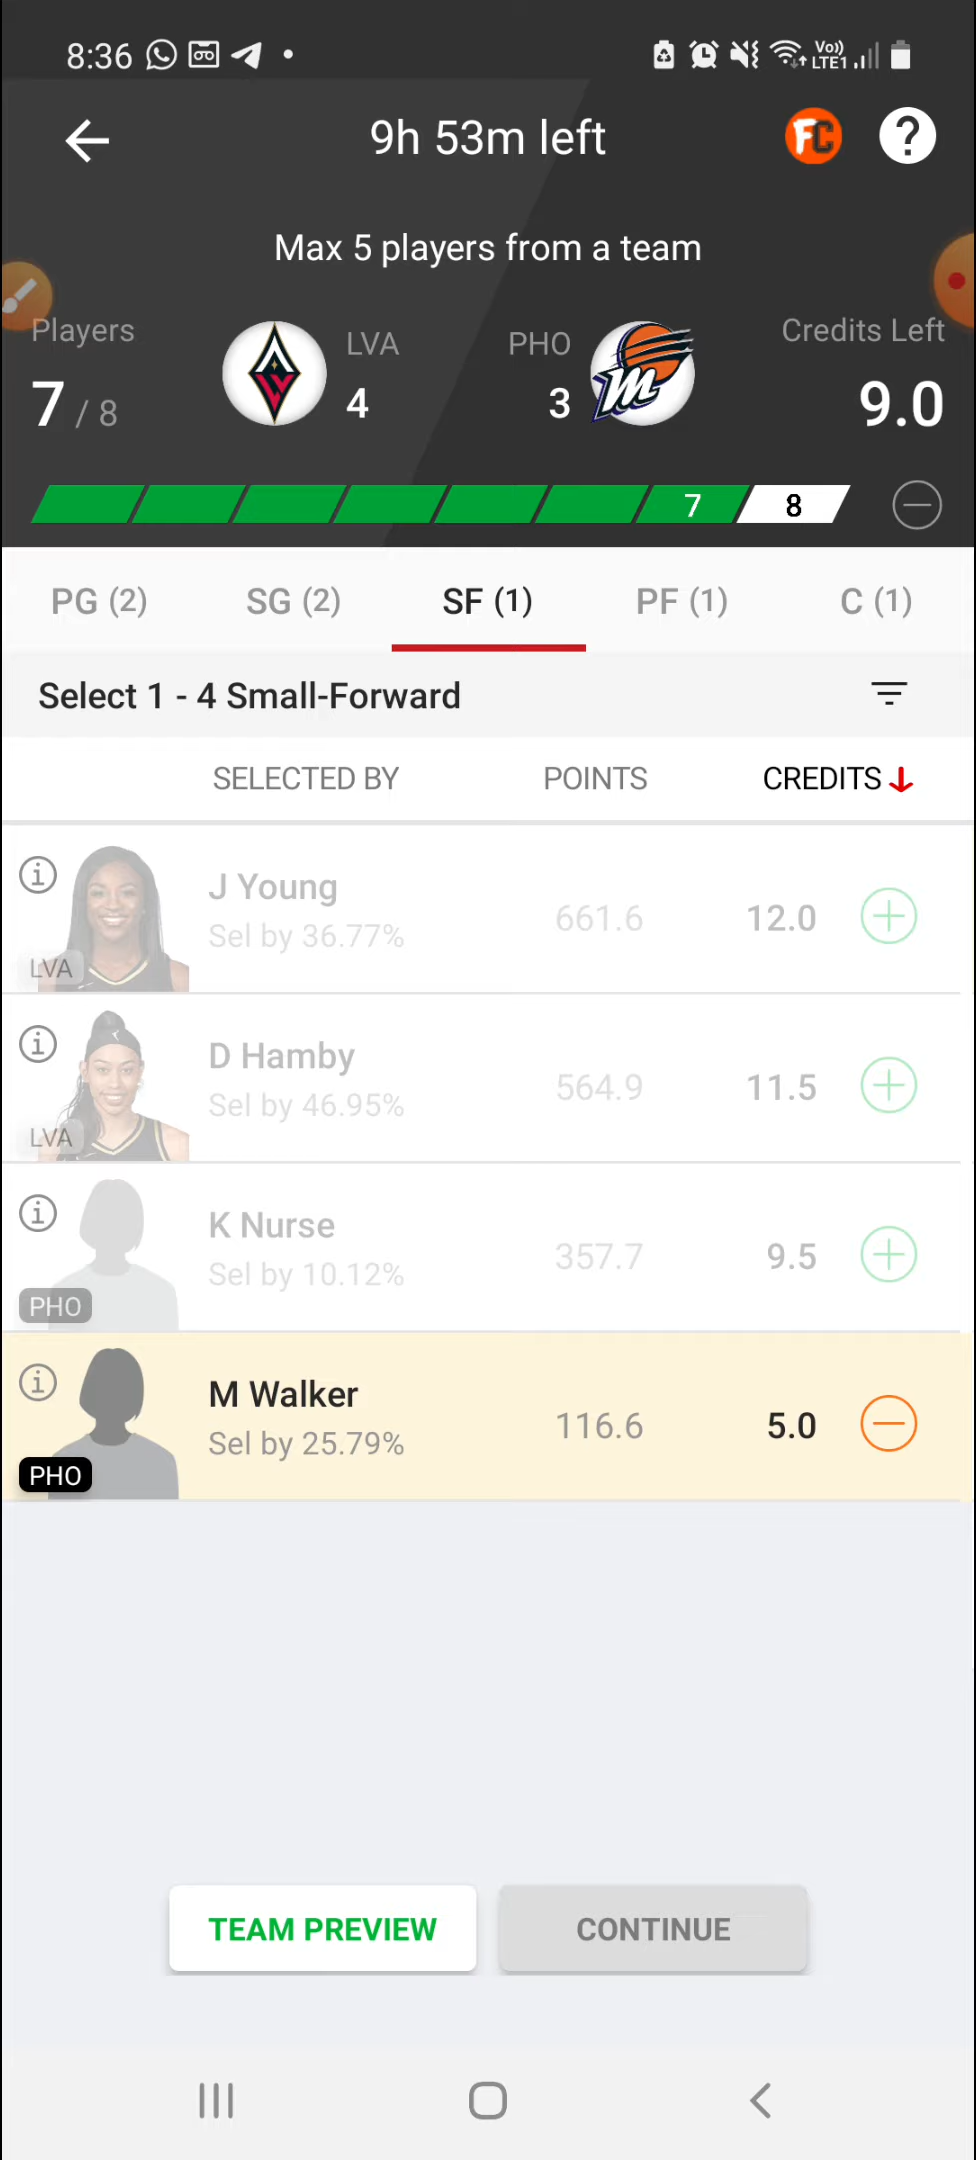 8:36 Vo)) LTE1
9h 53m left FC ?
Max 5 players from a team
Players LVA PHO Credits Left
7 / 8 4 3 9.0
7 8
PG (2) SG (2) SF (1) PF (1) C (1)
Select 1 - 4 Small-Forward
SELECTED BY POINTS CREDITS
J Young
Sel by 36.77% 661.6 12.0
LVA
D Hamby
Sel by 46.95% 564.9 11.5
LVA
K Nurse
Sel by 10.12% 357.7 9.5
PHO
M Walker
Sel by 25.79% 116.6 5.0
PHO
TEAM PREVIEW CONTINUE